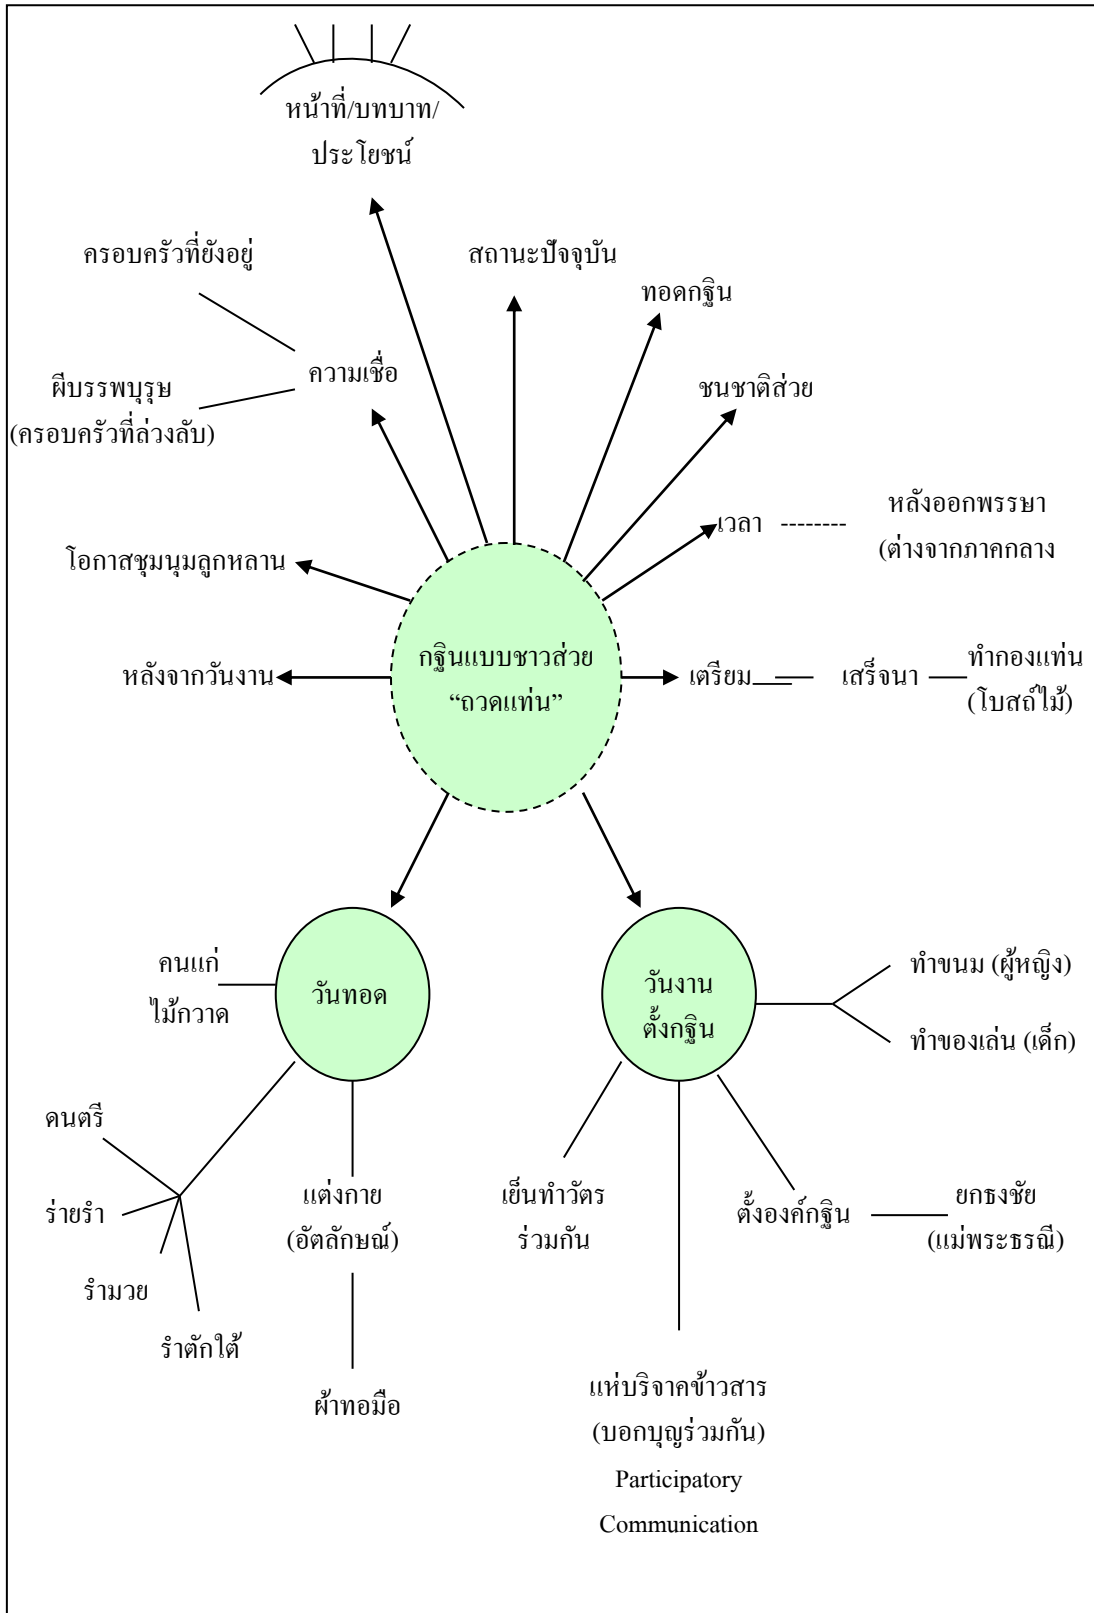 หน้าที่/บทบาท/
ประโยชน์
ครอบครัวที่ยังอยู่
สถานะปัจจุบัน
ทอดกฐิน
ความเชื่อ
ผีบรรพบุรุษ
(ครอบครัวที่ล่วงลับ)
ชนชาติส่วย
เวลา --------
หลังออกพรรษา
(ต่างจากภาคกลาง
โอกาสชุมนุมลูกหลาน
หลังจากวันงาน
กฐินแบบชาวส่วย
“ถวดแท่น”
เตรียม
เสร็จนา
ทำกองแท่น
(โบสถ์ไม้)
คนแก่
ไม้กวาด
วันทอด
วันงาน
ตั้งกฐิน
ทำขนม (ผู้หญิง)
ทำของเล่น (เด็ก)
ดนตรี
ร่ายรำ
รำมวย
รำตักใต้
แต่งกาย
(อัตลักษณ์)
ผ้าทอมือ
เย็นทำวัตร
ร่วมกัน
ตั้งองค์กฐิน
ยกธงชัย
(แม่พระธรณี)
แห่บริจาคข้าวสาร
(บอกบุญร่วมกัน)
Participatory
Communication